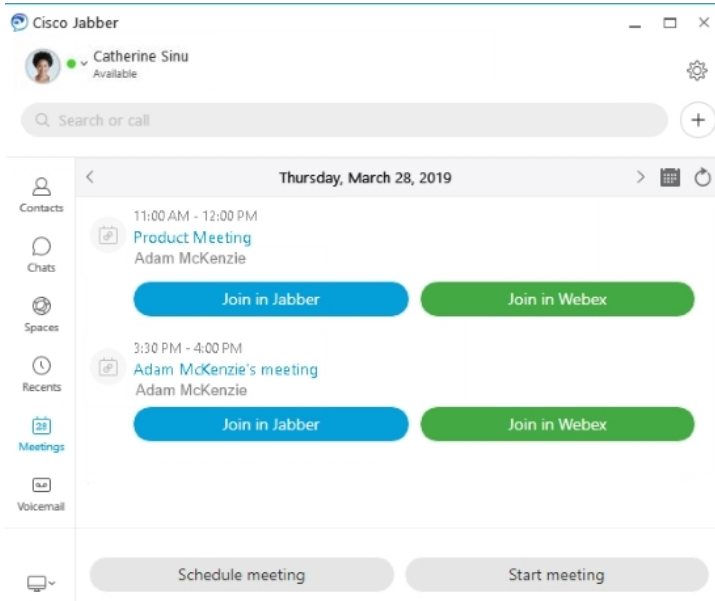 Cisco Jabber
Catherine Sinu
Available
Search or call
Contacts
Chats
Spaces
Recents
28
Meetings
Voicemail
Thursday, March 28, 2019
11:00 AM - 12:00 PM
Product Meeting
Adam McKenzie
Join in Jabber
Join in Webex
3:30 PM - 4:00 PM
Adam McKenzie's meeting
Adam McKenzie
Join in Jabber
Join in Webex
Schedule meeting
Start meeting